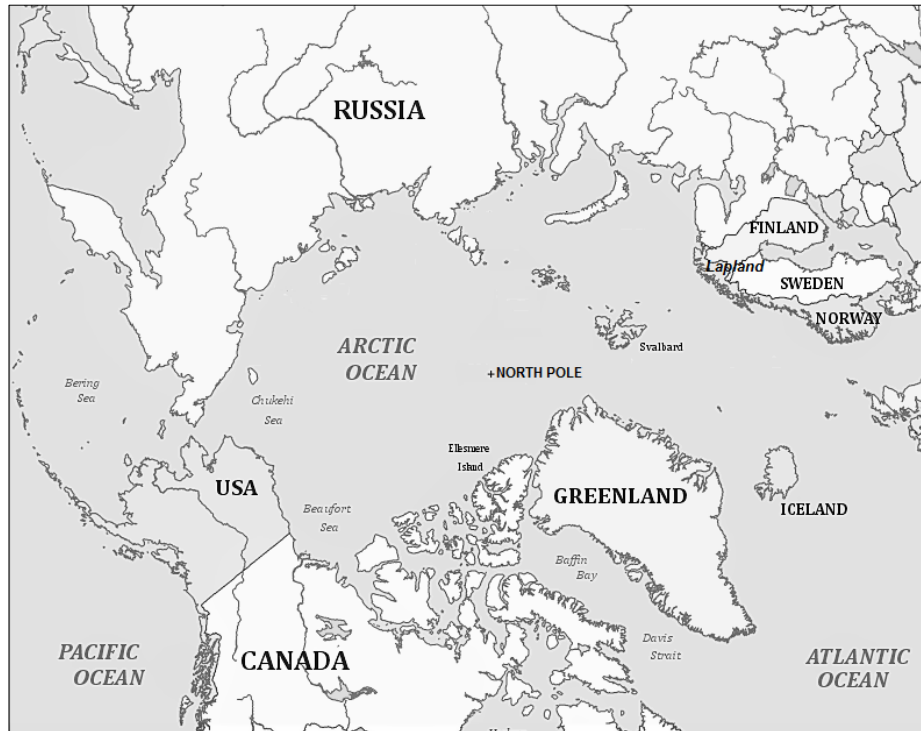 RUSSIA
FINLAND
Lapland
SWEDEN
NORWAY
Svalbard
ARCTIC
OCEAN
+NORTH POLE
Bering
Sea
Chukehi
Sea
Ellesmere
Island
USA
GREENLAND
ICELAND
Beaufort
Sea
Baffin
Bay
Davis
Strait
PACIFIC
OCEAN
CANADA
ATLANTIC
OCEAN